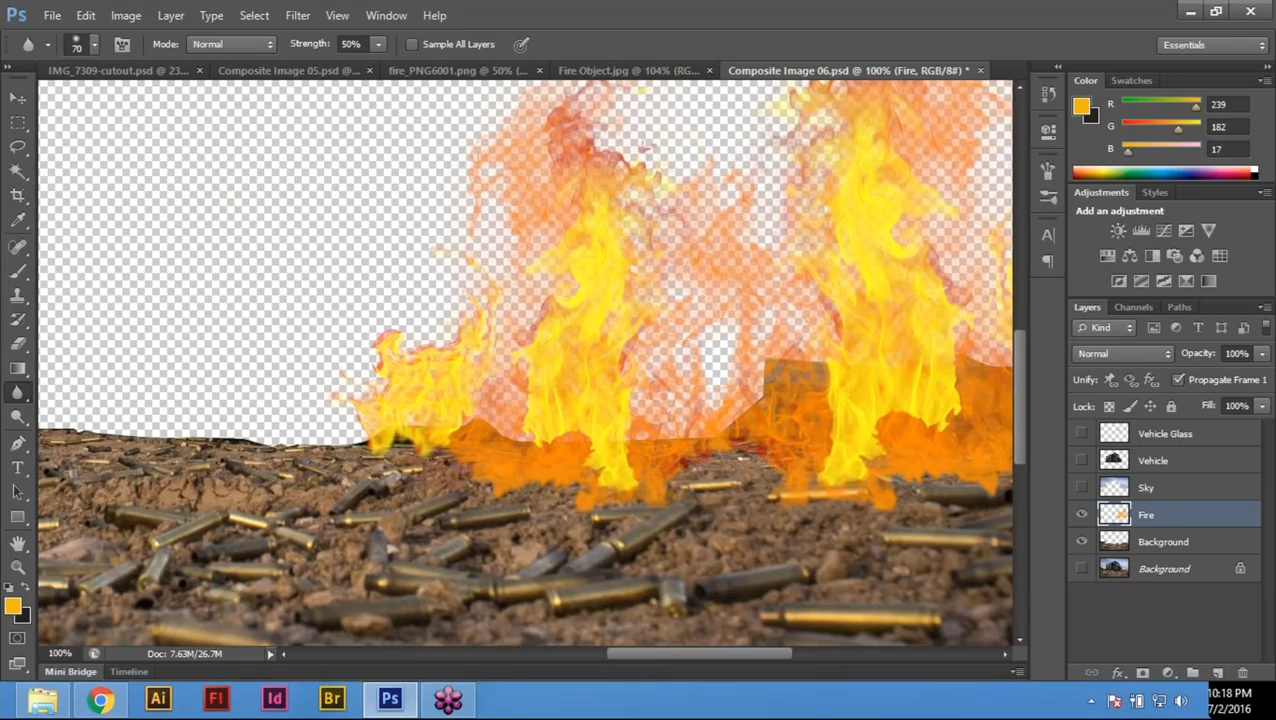 Ps File Edit Image Layer Type Select Filter View Window Help
70 Mode: Normal Strength: 50% Sample All Layers Essentials
IMG_7309-cutout.psd @ 23... × Composite Image 05.psd @... × fire_PNG6001.png @ 50% (... × Fire Object.jpg @ 104% (RG... × Composite Image 06.psd @ 100% (Fire, RGB/8#) * ×
Color Swatches
R 239
G 182
B 17
Adjustments Styles
Add an adjustment
Layers Channels Paths
Kind
Normal Opacity: 100%
Unify: Propagate Frame 1
Lock: Fill: 100%
Vehicle Glass
Vehicle
Sky
Fire
Background
Background
100% Doc: 7.63M/26.7M
Mini Bridge Timeline
Ai Fl Id Br Ps
10:18 PM
7/2/2016